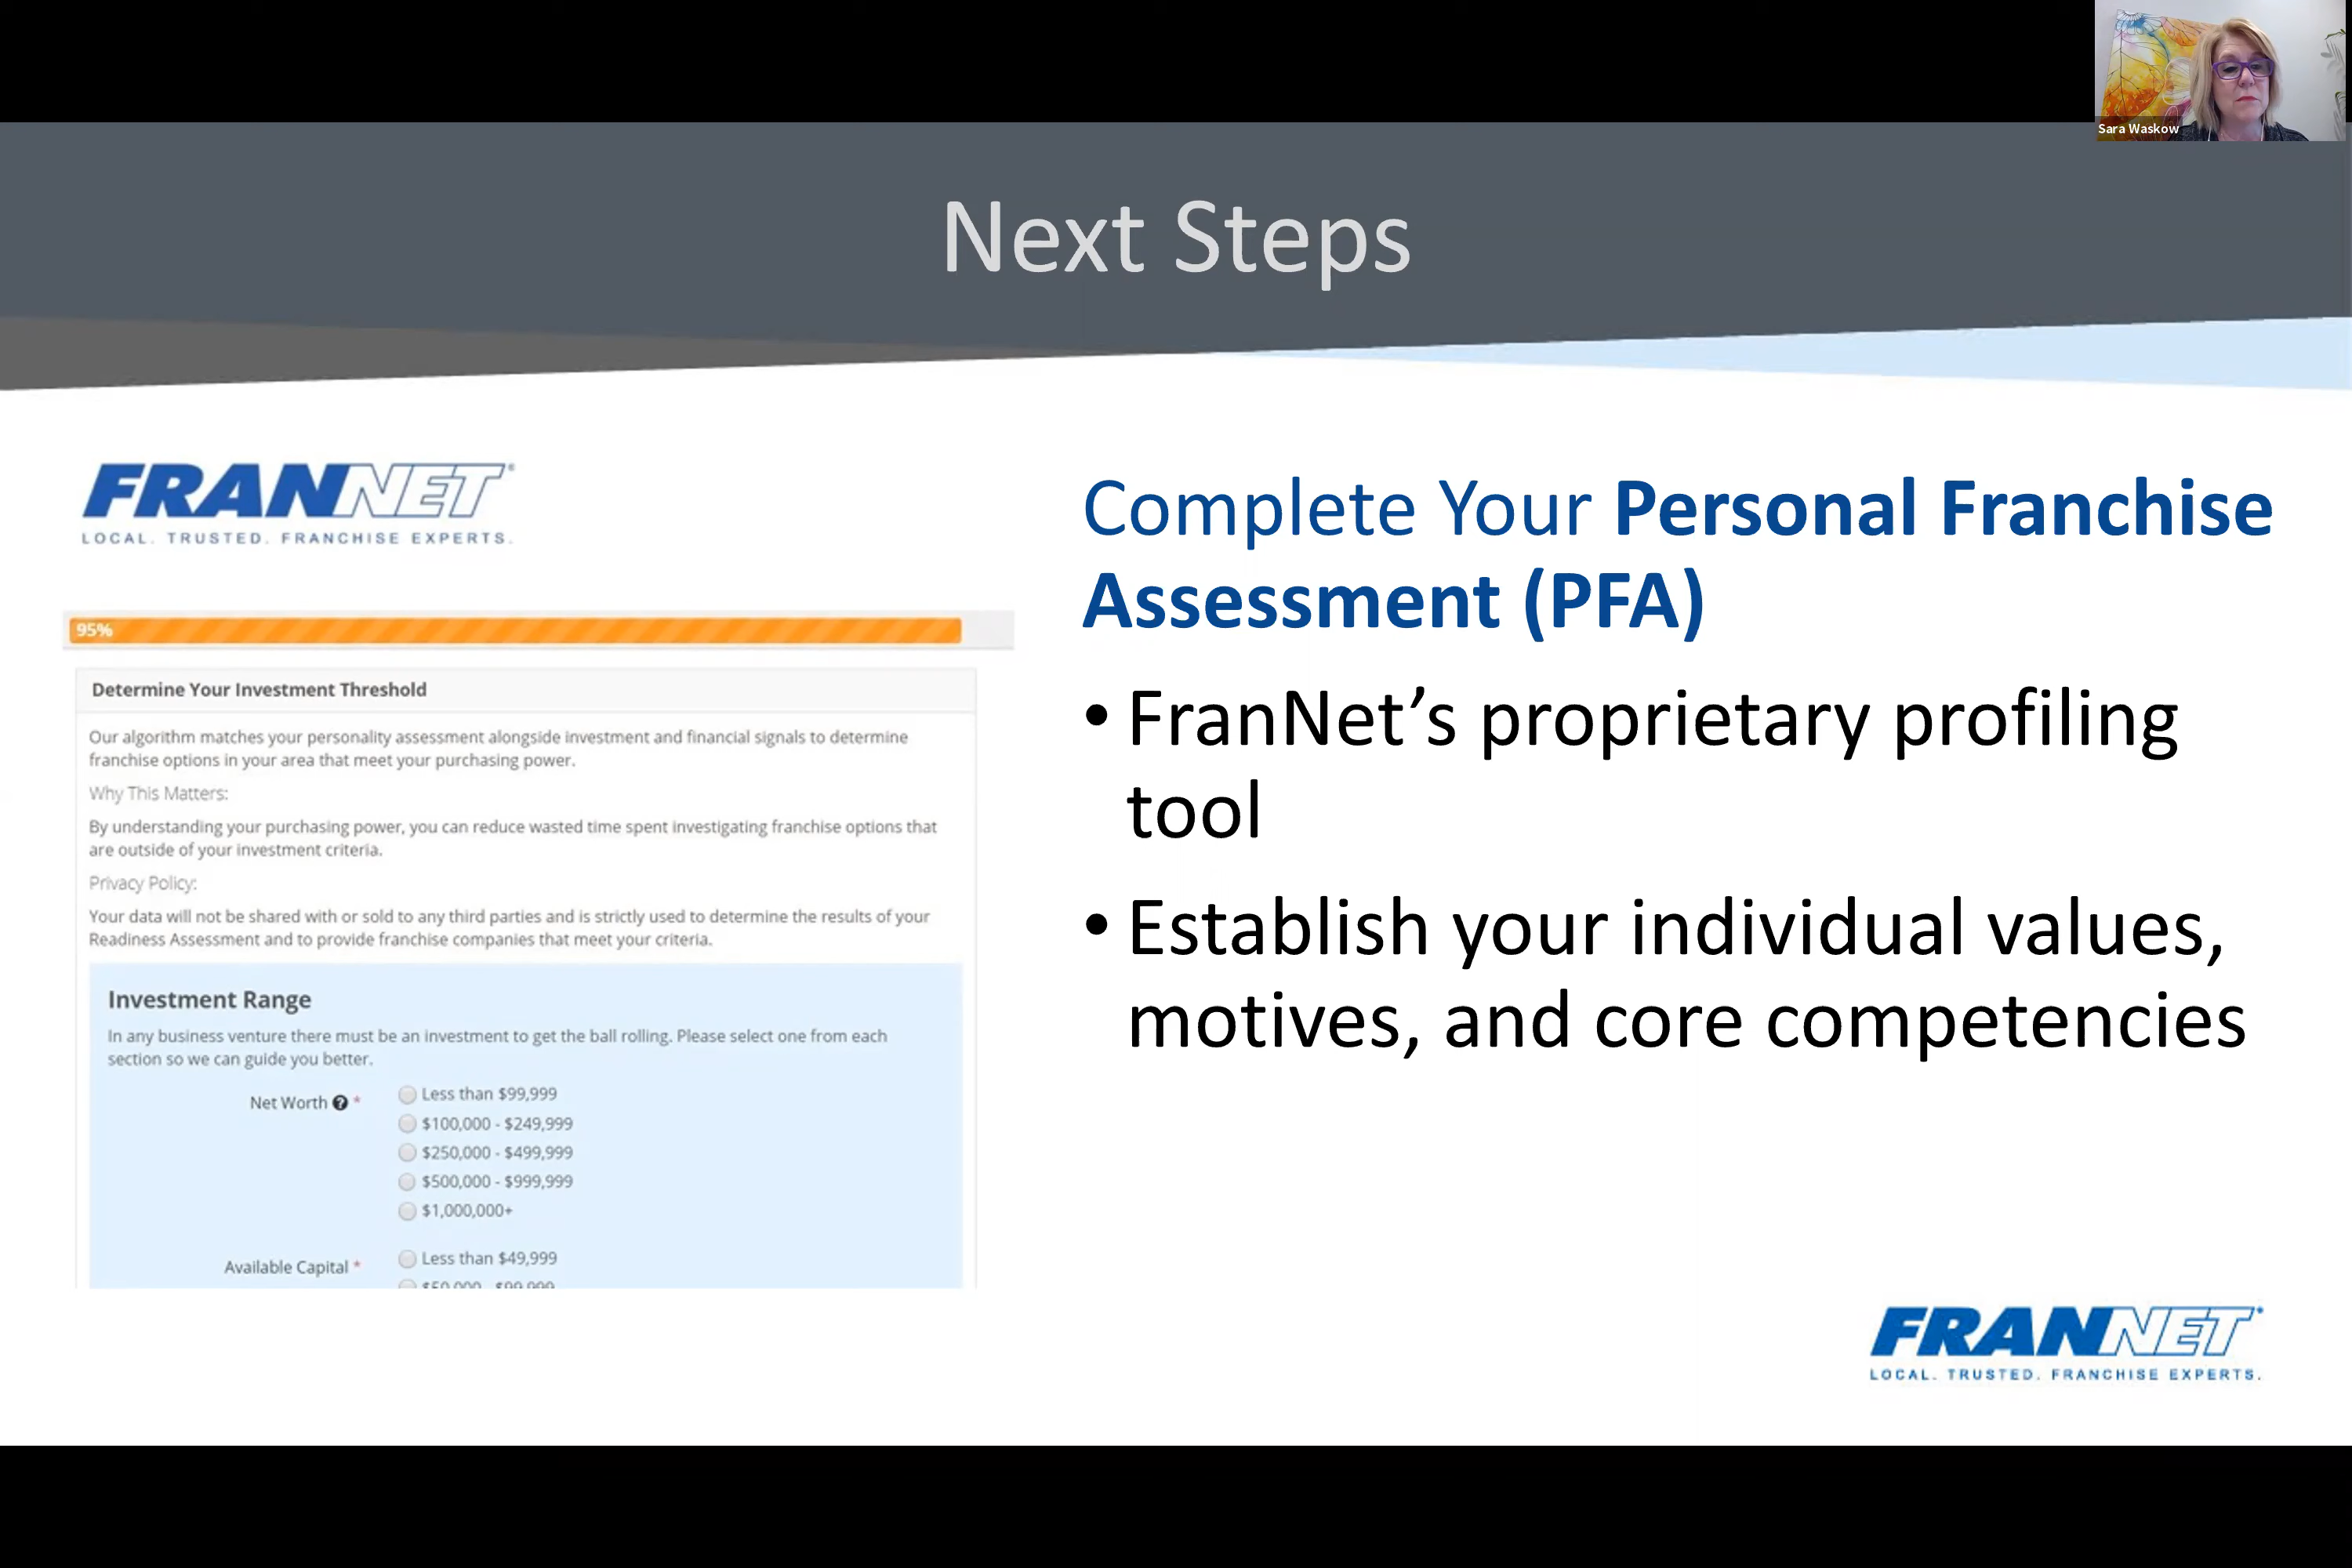 Sara Waskow
Next Steps
FRANNET
LOCAL. TRUSTED. FRANCHISE EXPERTS.
95%
Determine Your Investment Threshold
Our algorithm matches your personality assessment alongside investment and financial signals to determine
franchise options in your area that meet your purchasing power.
Why This Matters:
By understanding your purchasing power, you can reduce wasted time spent investigating franchise options that
are outside of your investment criteria.
Privacy Policy:
Your data will not be shared with or sold to any third parties and is strictly used to determine the results of your
Readiness Assessment and to provide franchise companies that meet your criteria.
Investment Range
In any business venture there must be an investment to get the ball rolling. Please select one from each
section so we can guide you better.
Net Worth ? *
Less than $99,999
$100,000 - $249,999
$250,000 - $499,999
$500,000 - $999,999
$1,000,000+
Available Capital *
Less than $49,999
$50,000 - $99,999
Complete Your Personal Franchise
Assessment (PFA)
• FranNet’s proprietary profiling
tool
• Establish your individual values,
motives, and core competencies
FRANNET
LOCAL. TRUSTED. FRANCHISE EXPERTS.